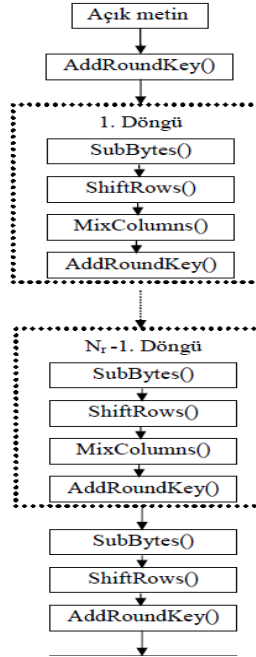 Açık metin
AddRoundKey()
1. Döngü
SubBytes()
ShiftRows()
MixColumns()
AddRoundKey()
Nr -1. Döngü
SubBytes()
ShiftRows()
MixColumns()
AddRoundKey()
SubBytes()
ShiftRows()
AddRoundKey()